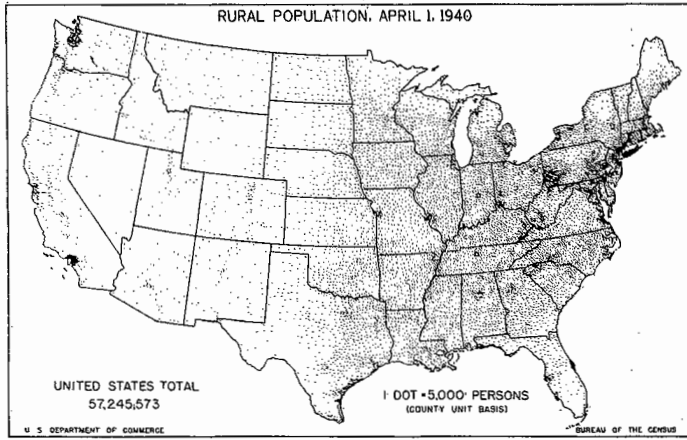 RURAL POPULATION, APRIL 1, 1940
UNITED STATES TOTAL
57,245,573
1 DOT = 5,000 PERSONS
(COUNTY UNIT BASIS)
U S DEPARTMENT OF COMMERCE
BUREAU OF THE CENSUS